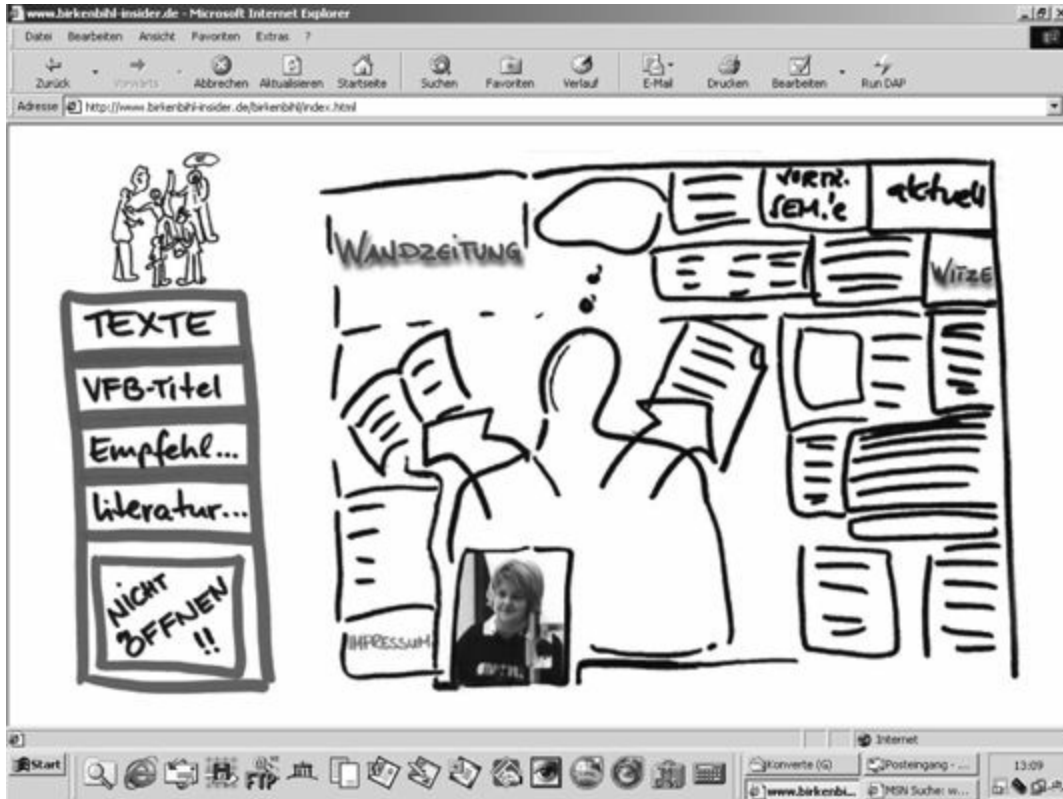 www.birkenbihl-insider.de - Microsoft Internet Explorer
Datei Bearbeiten Ansicht Favoriten Extras ?
Zurück Vorwärts Abbrechen Aktualisieren Startseite Suchen Favoriten Verlauf E-Mail Drucken Bearbeiten Run DAP
Adresse http://www.birkenbihl-insider.de/birkenbihl/index.html
VORTR.
SEM.'e
aktuell
WANDZEITUNG
WITZE
TEXTE
VFB-Titel
Empfehl...
Literatur...
NICHT
ÖFFNEN
!!
IMPRESSUM
Internet
Start
FTP
Konverte (G)
Posteingang - ...
13:09
www.birkenbi...
MSN Suche: w...